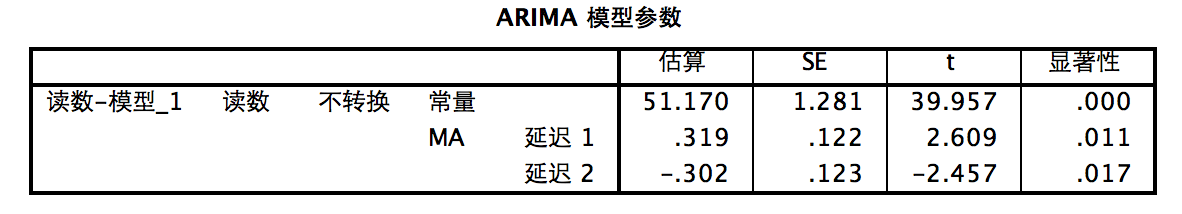 ARIMA 模型参数
估算 SE t 显著性
读数-模型_1 读数 不转换 常量 51.170 1.281 39.957 .000
MA 延迟 1 .319 .122 2.609 .011
延迟 2 -.302 .123 -2.457 .017